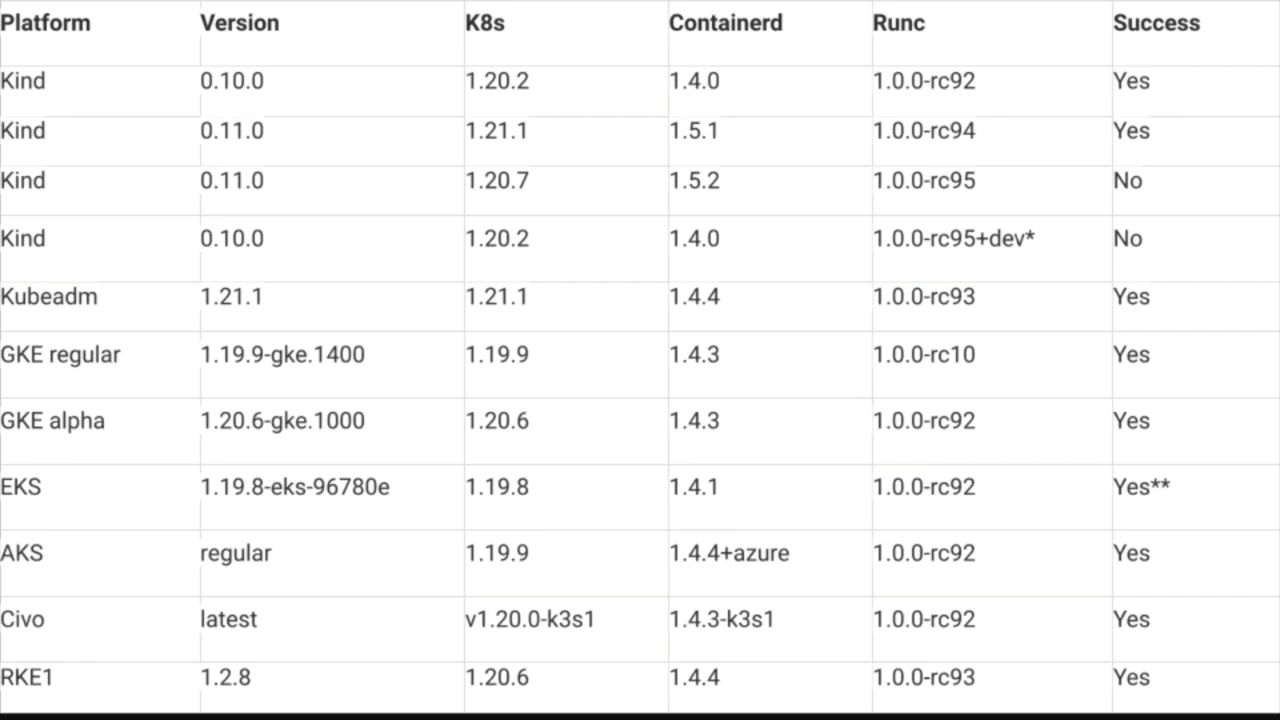 Platform Version K8s Containerd Runc Success
Kind 0.10.0 1.20.2 1.4.0 1.0.0-rc92 Yes
Kind 0.11.0 1.21.1 1.5.1 1.0.0-rc94 Yes
Kind 0.11.0 1.20.7 1.5.2 1.0.0-rc95 No
Kind 0.10.0 1.20.2 1.4.0 1.0.0-rc95+dev* No
Kubeadm 1.21.1 1.21.1 1.4.4 1.0.0-rc93 Yes
GKE regular 1.19.9-gke.1400 1.19.9 1.4.3 1.0.0-rc10 Yes
GKE alpha 1.20.6-gke.1000 1.20.6 1.4.3 1.0.0-rc92 Yes
EKS 1.19.8-eks-96780e 1.19.8 1.4.1 1.0.0-rc92 Yes**
AKS regular 1.19.9 1.4.4+azure 1.0.0-rc92 Yes
Civo latest v1.20.0-k3s1 1.4.3-k3s1 1.0.0-rc92 Yes
RKE1 1.2.8 1.20.6 1.4.4 1.0.0-rc93 Yes